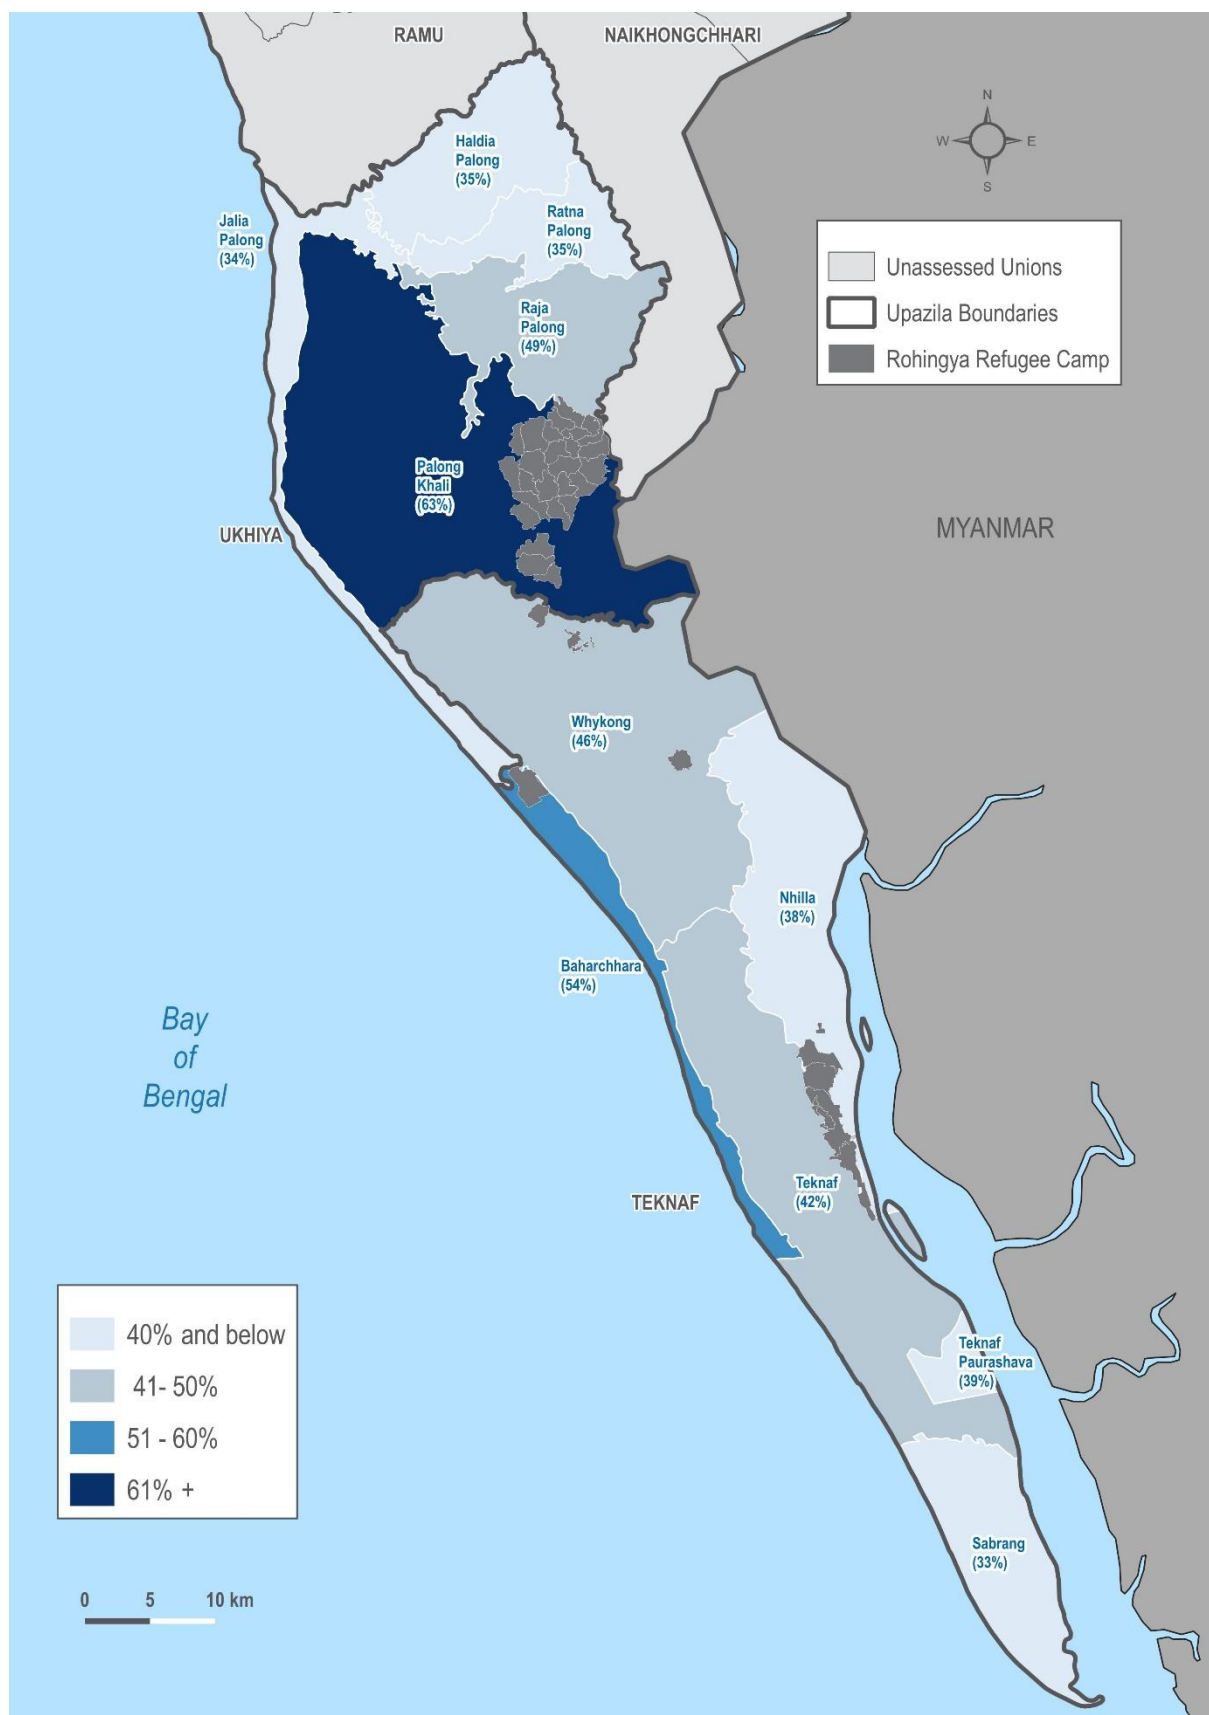 RAMU
NAIKHONGCHHARI
N
W
E
S
Haldia
Palong
(35%)
Jalia
Palong
(34%)
Ratna
Palong
(35%)
Unassessed Unions
Upazila Boundaries
Rohingya Refugee Camp
Raja
Palong
(49%)
Palong
Khali
(63%)
UKHIYA
MYANMAR
Whykong
(46%)
Nhilla
(38%)
Baharchhara
(54%)
Bay
of
Bengal
Teknaf
(42%)
TEKNAF
40% and below
41- 50%
51 - 60%
61% +
Teknaf
Paurashava
(39%)
Sabrang
(33%)
0 5 10 km